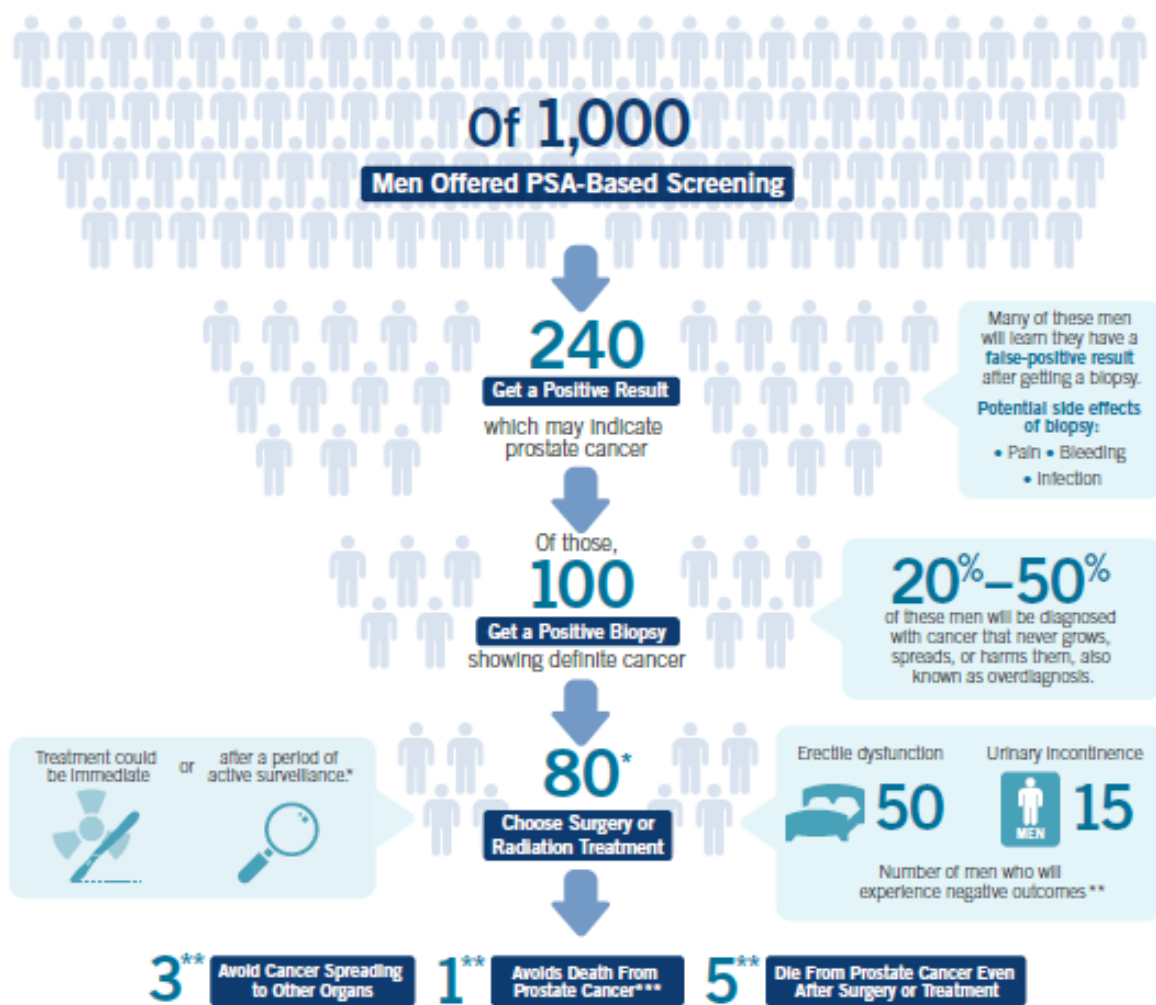 Of 1,000
Men Offered PSA-Based Screening
240
Get a Positive Result
which may indicate
prostate cancer
Many of these men
will learn they have a
false-positive result
after getting a biopsy.
Potential side effects
of biopsy:
• Pain • Bleeding
• Infection
Of those,
100
Get a Positive Biopsy
showing definite cancer
20%–50%
of these men will be diagnosed
with cancer that never grows,
spreads, or harms them, also
known as overdiagnosis.
80*
Choose Surgery or
Radiation Treatment
Treatment could
be immediate
or
after a period of
active surveillance.*
Erectile dysfunction
50
Urinary incontinence
MEN
15
Number of men who will
experience negative outcomes**
3**
Avoid Cancer Spreading
to Other Organs
1**
Avoids Death From
Prostate Cancer***
5**
Die From Prostate Cancer Even
After Surgery or Treatment